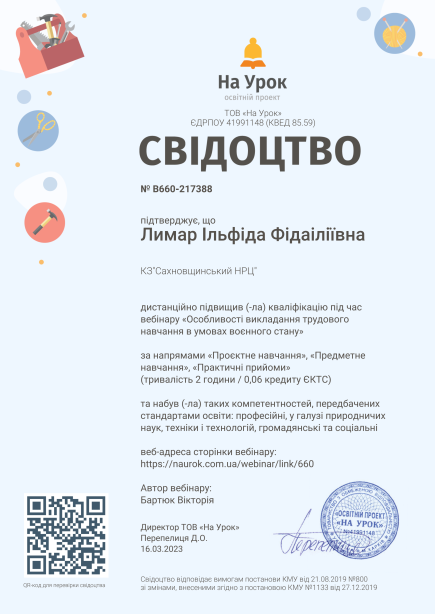 На Урок
освітній проект
ТОВ «На Урок»
ЄДРПОУ 41991148 (КВЕД 85.59)
СВІДОЦТВО
№ В660-217388
підтверджує, що
Лимар Ільфіда Фідаіліївна
КЗ"Сахновщинський НРЦ"
дистанційно підвищив (-ла) кваліфікацію під час
вебінару «Особливості викладання трудового
навчання в умовах воєнного стану»
за напрямами «Проєктне навчання», «Предметне
навчання», «Практичні прийоми»
(тривалість 2 години / 0,06 кредиту ЄКТС)
та набув (-ла) таких компетентностей, передбачених
стандартами освіти: професійні, у галузі природничих
наук, техніки і технологій, громадянські та соціальні
веб-адреса сторінки вебінару:
https://naurok.com.ua/webinar/link/660
Автор вебінару:
Бартюк Вікторія
Директор ТОВ «На Урок»
Перепелиця Д.О.
16.03.2023
«ОСВІТНІЙ ПРОЕКТ
«НА УРОК»
№41991148
QR-код для перевірки свідоцтва
Свідоцтво відповідає вимогам постанови КМУ від 21.08.2019 №800
зі змінами, внесеними згідно з постановою КМУ №1133 від 27.12.2019